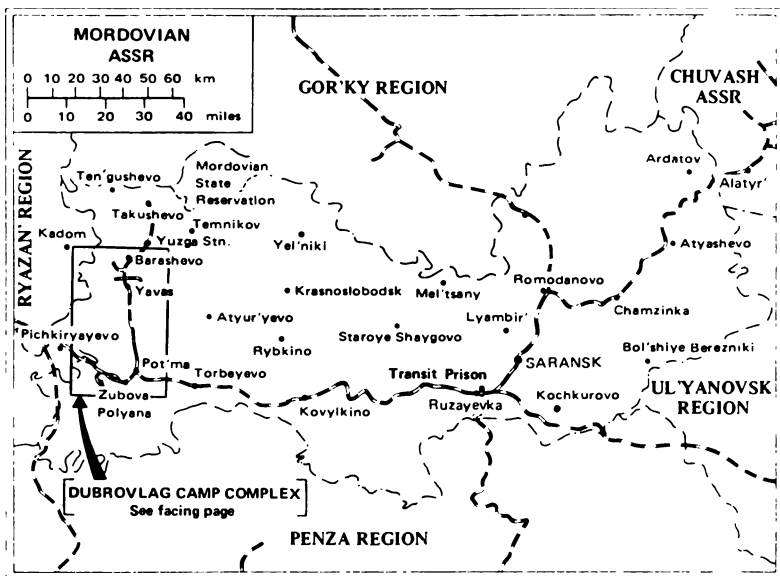 MORDOVIAN
ASSR
0 10 20 30 40 50 60 km
0 10 20 30 40 miles
GOR'KY REGION
CHUVASH
ASSR
RYAZAN' REGION
Ten'gushevo
Mordovian
State
Reservation
Ardatov
Alatyr'
Takushevo
Temnikov
Kadom
Yuzga Stn.
Yel'niki
Atyashevo
Barashevo
Yavas
Krasnoslobodsk
Mel'tsany
Romodanovo
Chamzinka
Atyur'yevo
Lyambir'
Pichkiryayevo
Staroye Shaygovo
Rybkino
Bol'shiye Berezniki
SARANSK
Pot'ma
Torbeyevo
Transit Prison
Zubova
Polyana
Kovylkino
Ruzayevka
Kochkurovo
UL'YANOVSK
REGION
DUBROVLAG CAMP COMPLEX
See facing page
PENZA REGION